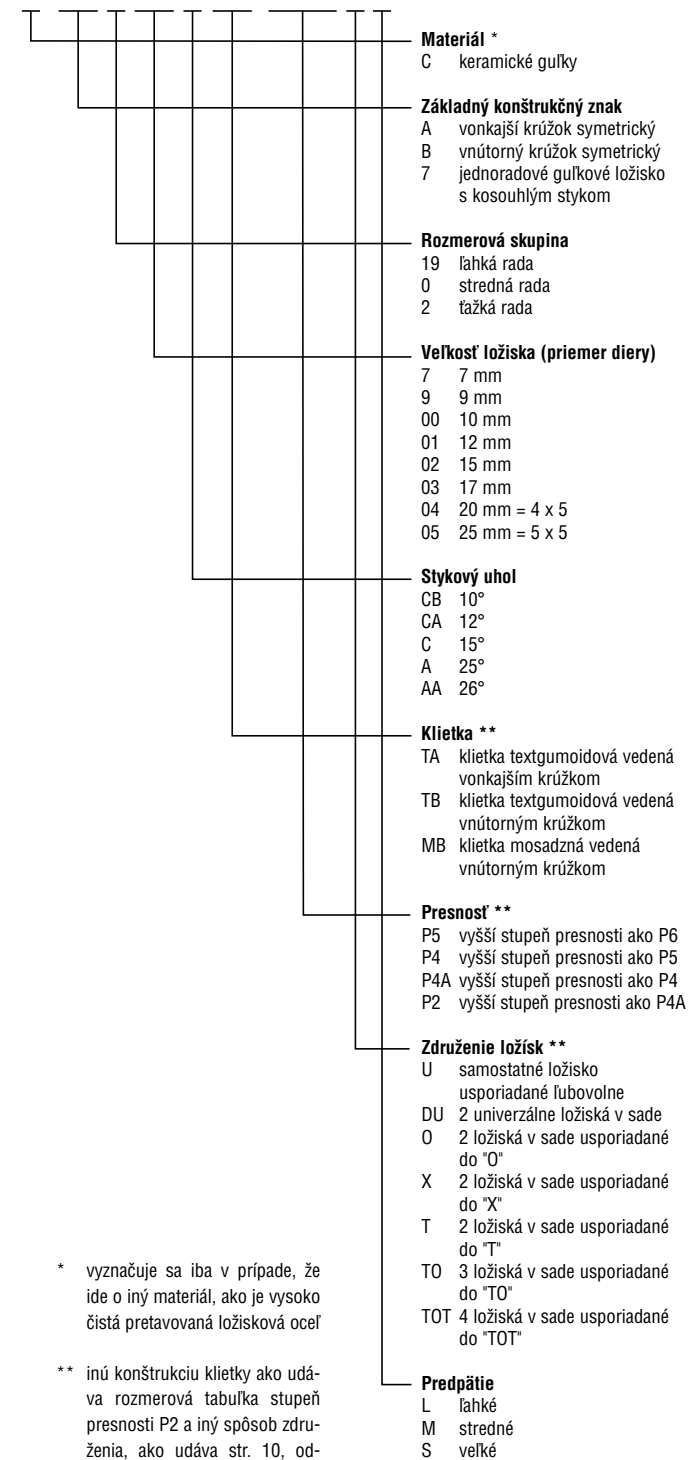 Materiál *
C keramické guľky
Základný konštrukčný znak
A vonkajší krúžok symetrický
B vnútorný krúžok symetrický
7 jednoradové guľkové ložisko
s kosouhlým stykom
Rozmerová skupina
19 ľahká rada
0 stredná rada
2 ťažká rada
Veľkosť ložiska (priemer diery)
7 7 mm
9 9 mm
00 10 mm
01 12 mm
02 15 mm
03 17 mm
04 20 mm = 4 x 5
05 25 mm = 5 x 5
Stykový uhol
CB 10°
CA 12°
C 15°
A 25°
AA 26°
Klietka **
TA klietka textgumoidová vedená
vonkajším krúžkom
TB klietka textgumoidová vedená
vnútorným krúžkom
MB klietka mosadzná vedená
vnútorným krúžkom
Presnosť **
P5 vyšší stupeň presnosti ako P6
P4 vyšší stupeň presnosti ako P5
P4A vyšší stupeň presnosti ako P4
P2 vyšší stupeň presnosti ako P4A
Združenie ložísk **
U samostatné ložisko
usporiadané ľubovolne
DU 2 univerzálne ložiská v sade
O 2 ložiská v sade usporiadané
do "O"
X 2 ložiská v sade usporiadané
do "X"
T 2 ložiská v sade usporiadané
do "T"
TO 3 ložiská v sade usporiadané
do "TO"
TOT 4 ložiská v sade usporiadané
do "TOT"
Predpätie
L ľahké
M stredné
S veľké
* vyznačuje sa iba v prípade, že
ide o iný materiál, ako je vysoko
čistá pretavovaná ložisková oceľ
** inú konštrukciu klietky ako udá-
va rozmerová tabuľka stupeň
presnosti P2 a iný spôsob zdru-
ženia, ako udáva str. 10, od-